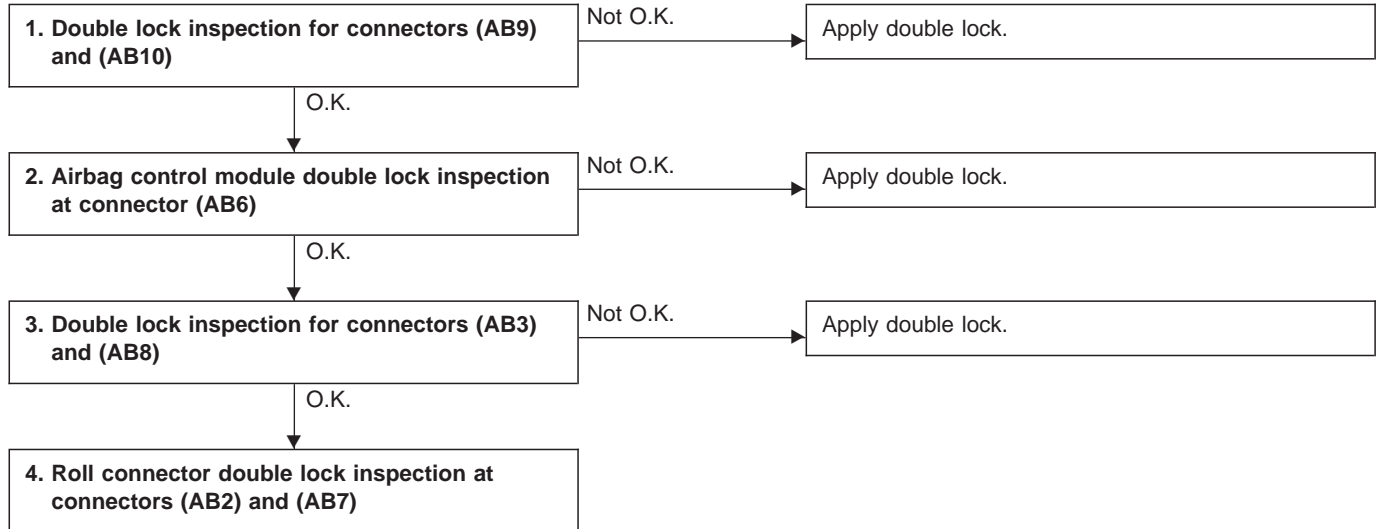 1. Double lock inspection for connectors (AB9)
and (AB10)
Not O.K.
Apply double lock.
O.K.
2. Airbag control module double lock inspection
at connector (AB6)
Not O.K.
Apply double lock.
O.K.
3. Double lock inspection for connectors (AB3)
and (AB8)
Not O.K.
Apply double lock.
O.K.
4. Roll connector double lock inspection at
connectors (AB2) and (AB7)